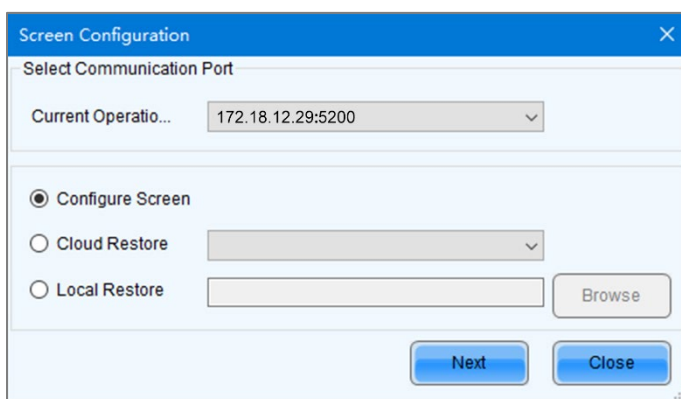 Screen Configuration
Select Communication Port
Current Operatio... 172.18.12.29:5200
Configure Screen
Cloud Restore
Local Restore Browse
Next Close